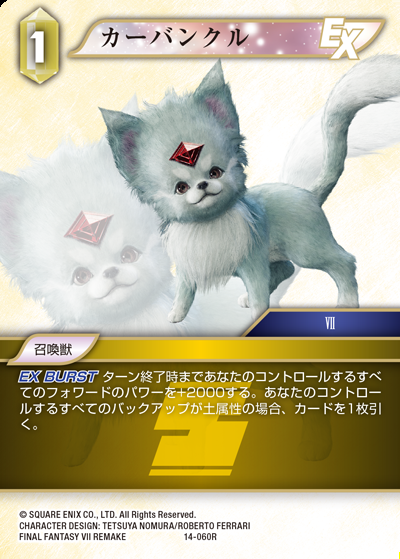 1
カーバンクル
EX
VII
召喚獣
EX BURST ターン終了時まであなたのコントロールするすべ
てのフォワードのパワーを+2000する。あなたのコントロー
ルするすべてのバックアップが土属性の場合、カードを1枚引
く。
土
© SQUARE ENIX CO., LTD. All Rights Reserved.
CHARACTER DESIGN: TETSUYA NOMURA/ROBERTO FERRARI
FINAL FANTASY VII REMAKE 14-060R